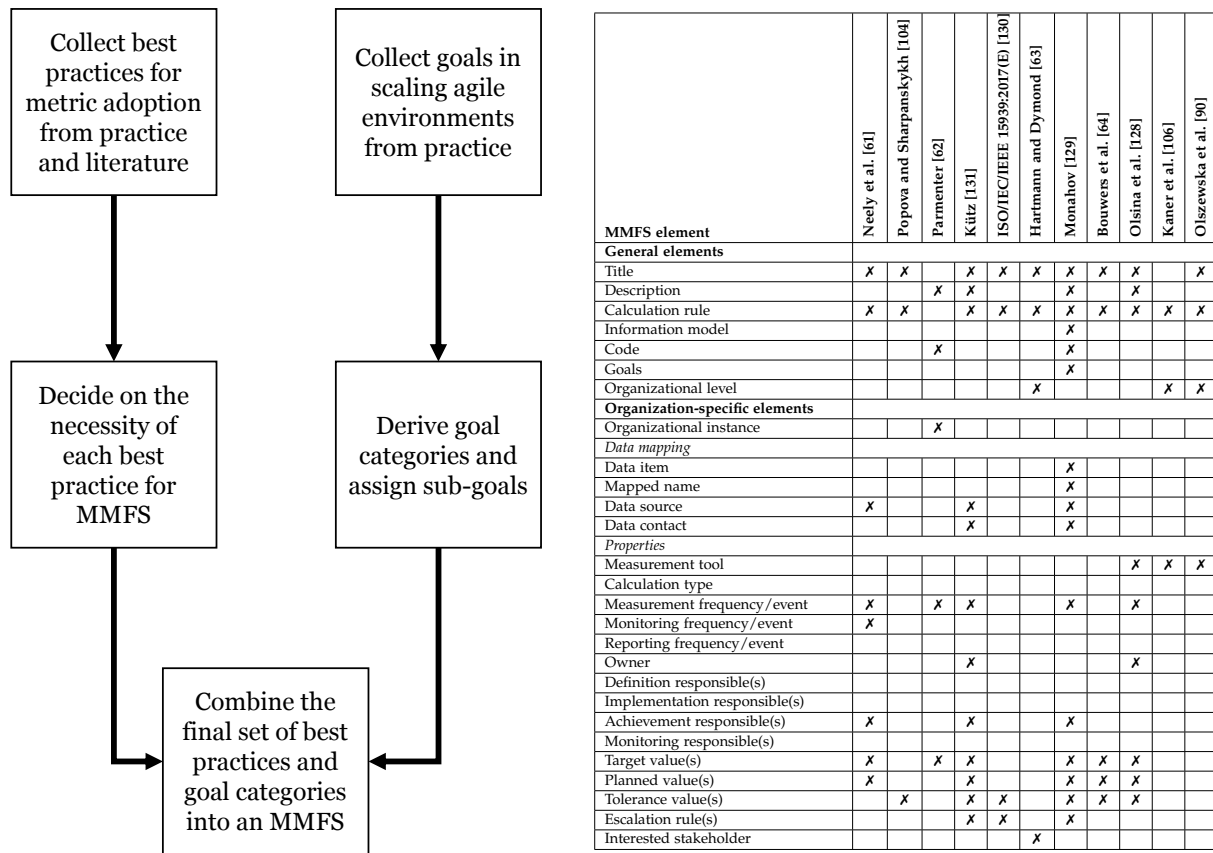 Collect best
practices for
metric adoption
from practice
and literature
Collect goals in
scaling agile
environments
from practice
Decide on the
necessity of
each best
practice for
MMFS
Derive goal
categories and
assign sub-goals
Combine the
final set of best
practices and
goal categories
into an MMFS
MMFS element
Neely et al. [61]
Popova and Sharpanskykh [104]
Parmenter [62]
Kütz [131]
ISO/IEC/IEEE 15939:2017(E) [130]
Hartmann and Dymond [63]
Monahov [129]
Bouwers et al. [64]
Olsina et al. [128]
Kaner et al. [106]
Olszewska et al. [90]
General elements
Title ✗ ✗ ✗ ✗ ✗ ✗ ✗ ✗ ✗
Description ✗ ✗ ✗ ✗
Calculation rule ✗ ✗ ✗ ✗ ✗ ✗ ✗ ✗ ✗ ✗
Information model ✗
Code ✗ ✗
Goals ✗
Organizational level ✗ ✗ ✗
Organization-specific elements
Organizational instance ✗
Data mapping
Data item ✗
Mapped name ✗
Data source ✗ ✗ ✗
Data contact ✗ ✗
Properties
Measurement tool ✗ ✗ ✗
Calculation type
Measurement frequency/event ✗ ✗ ✗ ✗ ✗
Monitoring frequency/event ✗
Reporting frequency/event
Owner ✗ ✗
Definition responsible(s)
Implementation responsible(s)
Achievement responsible(s) ✗ ✗ ✗
Monitoring responsible(s)
Target value(s) ✗ ✗ ✗ ✗ ✗ ✗
Planned value(s) ✗ ✗ ✗ ✗ ✗
Tolerance value(s) ✗ ✗ ✗ ✗ ✗ ✗
Escalation rule(s) ✗ ✗ ✗
Interested stakeholder ✗